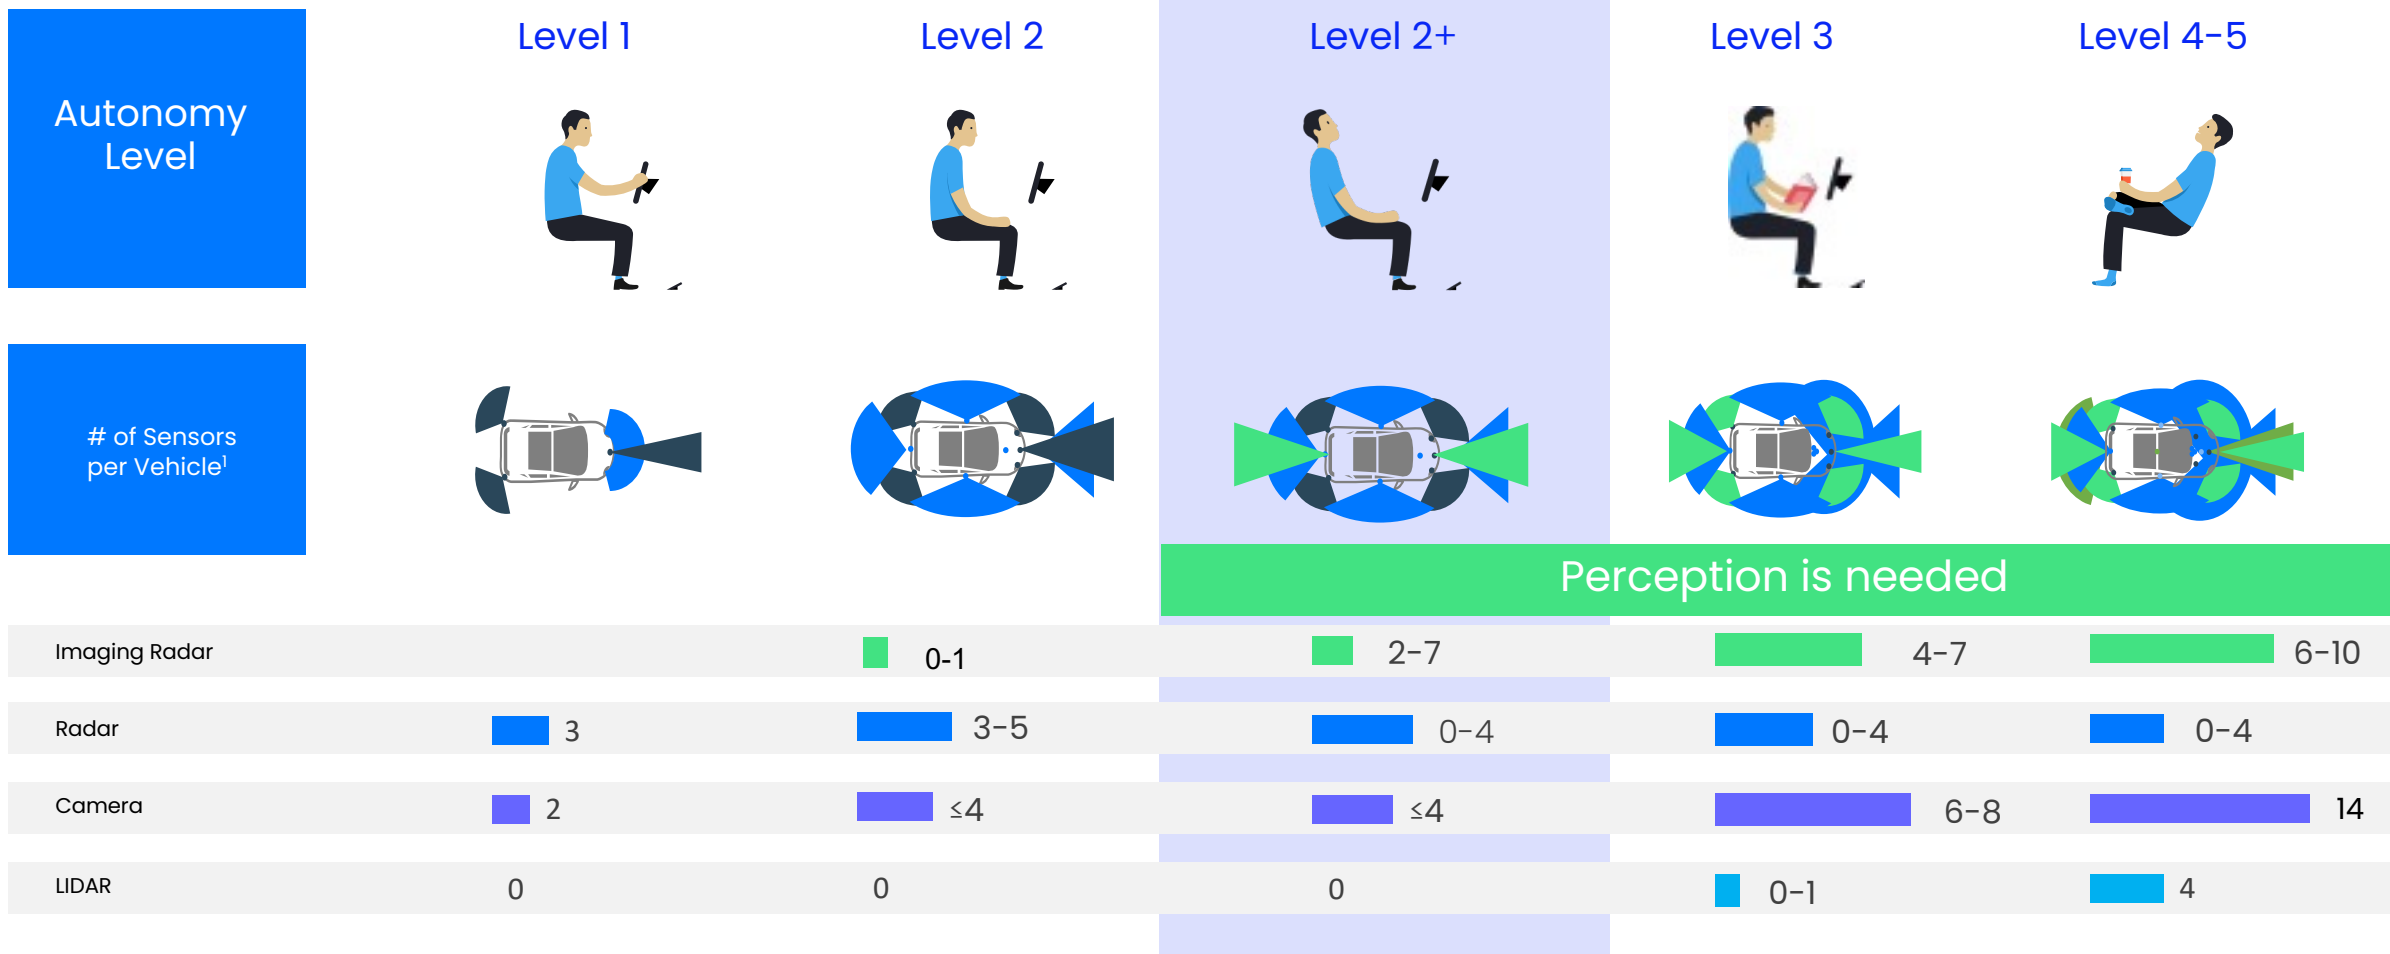 Level 1
Level 2
Level 2+
Level 3
Level 4-5
Autonomy
Level
# of Sensors
per Vehicle¹
Perception is needed
Imaging Radar
0-1
2-7
4-7
6-10
Radar
3
3-5
0-4
0-4
0-4
Camera
2
≤4
≤4
6-8
14
LIDAR
0
0
0
0-1
4